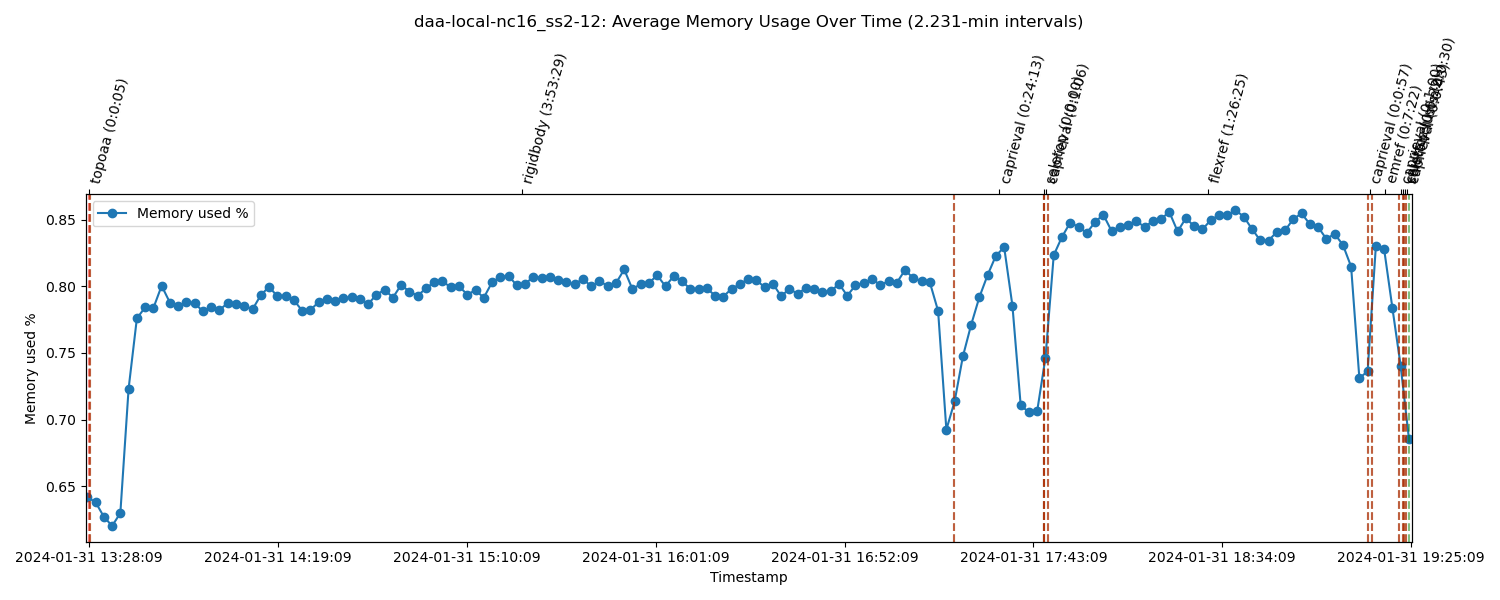 daa-local-nc16_ss2-12: Average Memory Usage Over Time (2.231-min intervals)
topoaa (0:0:05)
rigidbody (3:53:29)
caprieval (0:24:13)
caprieval (0:1:06)
flexref (1:26:25)
caprieval (0:0:57)
emref (0:7:22)
Memory used %
0.85
0.80
0.75
0.70
0.65
Memory used %
2024-01-31 13:28:09
2024-01-31 14:19:09
2024-01-31 15:10:09
2024-01-31 16:01:09
2024-01-31 16:52:09
2024-01-31 17:43:09
2024-01-31 18:34:09
2024-01-31 19:25:09
Timestamp